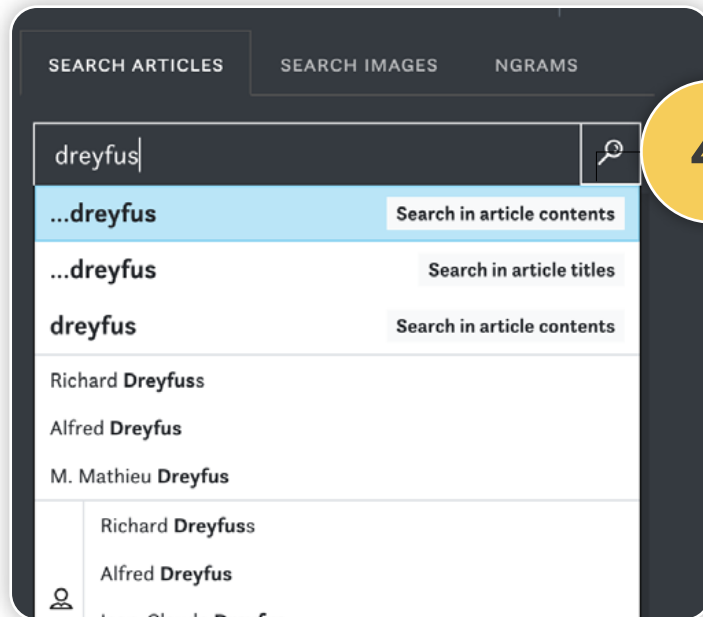 SEARCH ARTICLES SEARCH IMAGES NGRAMS
dreyfus
...dreyfus Search in article contents
...dreyfus Search in article titles
dreyfus Search in article contents
Richard Dreyfuss
Alfred Dreyfus
M. Mathieu Dreyfus
Richard Dreyfuss
Alfred Dreyfus